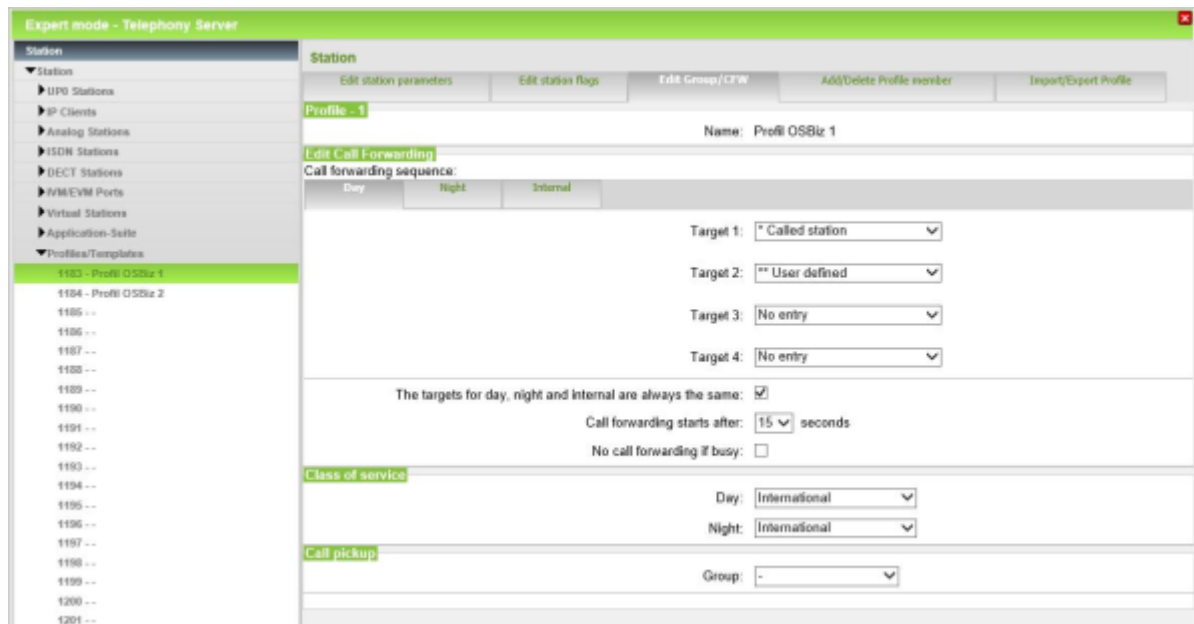 Expert mode - Telephony Server
Station
▼Station
▶UP0 Stations
▶IP Clients
▶Analog Stations
▶ISDN Stations
▶DECT Stations
▶IVM/EVM Ports
▶Virtual Stations
▶Application-Suite
▼Profiles/Templates
1183 - Profil OSBiz 1
1184 - Profil OSBiz 2
1185 - -
1186 - -
1187 - -
1188 - -
1189 - -
1190 - -
1191 - -
1192 - -
1193 - -
1194 - -
1195 - -
1196 - -
1197 - -
1198 - -
1199 - -
1200 - -
1201 - -
Station
Edit station parameters
Edit station flags
Edit Group/CFW
Add/Delete Profile member
Import/Export Profile
Profile - 1
Name: Profil OSBiz 1
Edit Call Forwarding
Call forwarding sequence:
Day
Night
Internal
Target 1: * Called station
Target 2: ** User defined
Target 3: No entry
Target 4: No entry
The targets for day, night and internal are always the same:
Call forwarding starts after: 15 seconds
No call forwarding if busy:
Class of service
Day: International
Night: International
Call pickup
Group: -